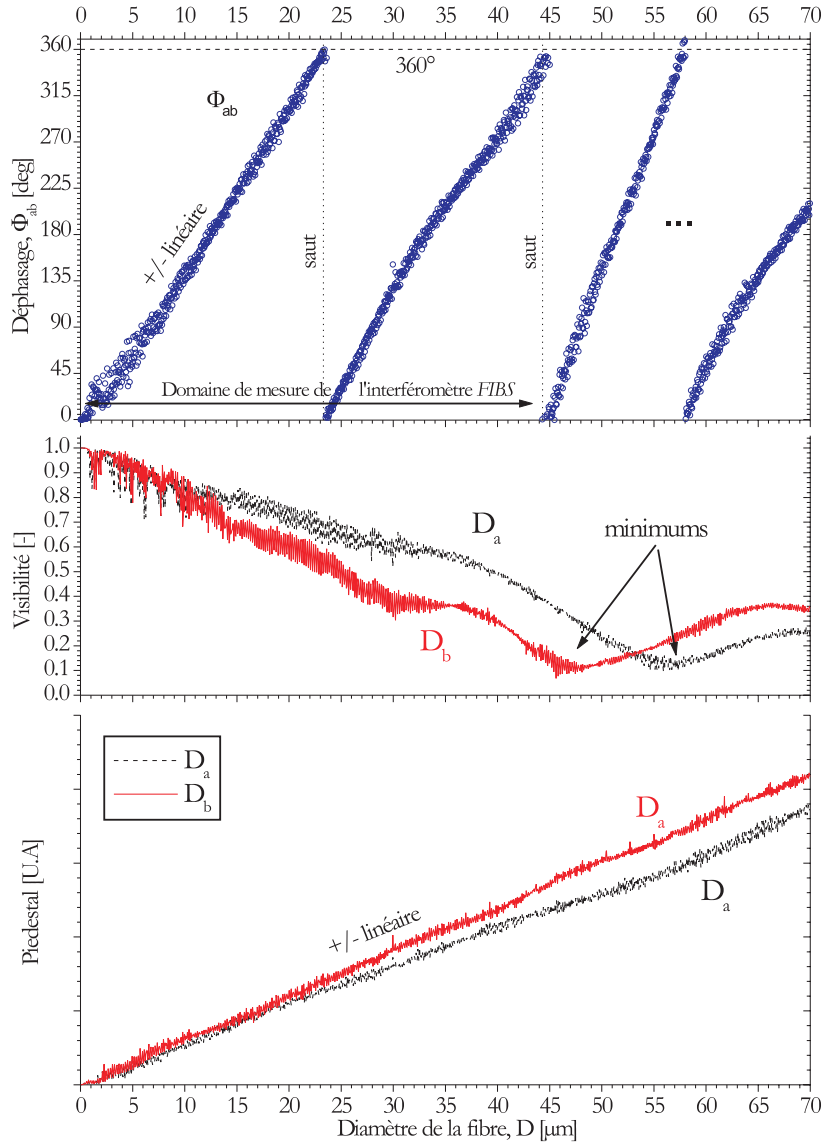 0 5 10 15 20 25 30 35 40 45 50 55 60 65 70
360
315
270
225
180
135
90
45
0
Déphasage, Φab [deg]
360°
Φab
+/- linéaire
saut
saut
...
Domaine de mesure de l'interféromètre FIBS
1.0
0.9
0.8
0.7
0.6
0.5
0.4
0.3
0.2
0.1
0.0
Visibilité [-]
Da
minimums
Db
Piedestal [U.A]
Da
Db
Da
Da
+/- linéaire
0 5 10 15 20 25 30 35 40 45 50 55 60 65 70
Diamètre de la fibre, D [µm]